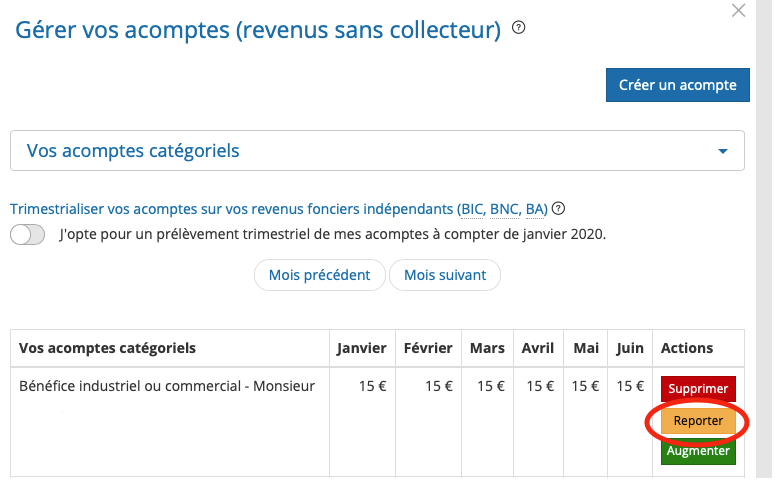 Gérer vos acomptes (revenus sans collecteur) ?
Créer un acompte
Vos acomptes catégoriels
Trimestrialiser vos acomptes sur vos revenus fonciers indépendants (BIC, BNC, BA) ?
J'opte pour un prélèvement trimestriel de mes acomptes à compter de janvier 2020.
Mois précédent Mois suivant
Vos acomptes catégoriels Janvier Février Mars Avril Mai Juin Actions
Bénéfice industriel ou commercial - Monsieur 15 € 15 € 15 € 15 € 15 € 15 € Supprimer
Reporter
Augmenter